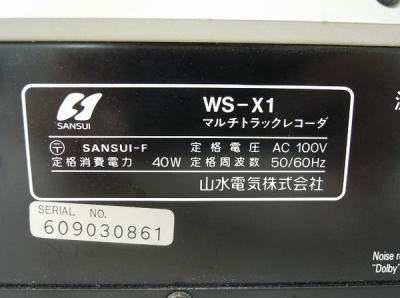 WS-X1
SANSUI
マルチトラックレコーダ
〒 SANSUI-F 定格電圧 AC 100V
定格消費電力 40W 定格周波数 50/60Hz
山水電気株式会社
SERIAL NO.
609030861
Noise re
"Dolby"